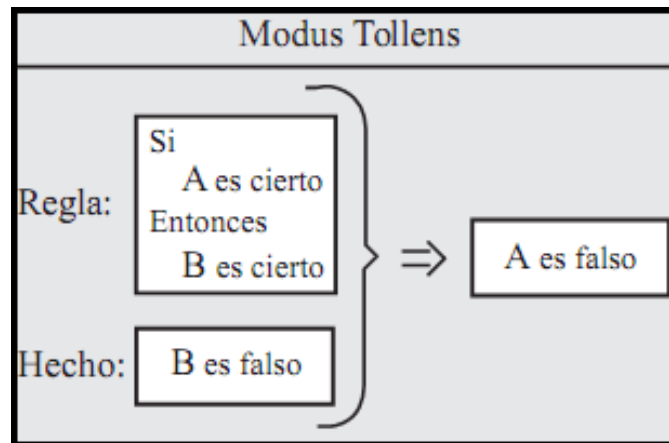 Modus Tollens
Regla:
Si
A es cierto
Entonces
B es cierto
⇒
A es falso
Hecho:
B es falso